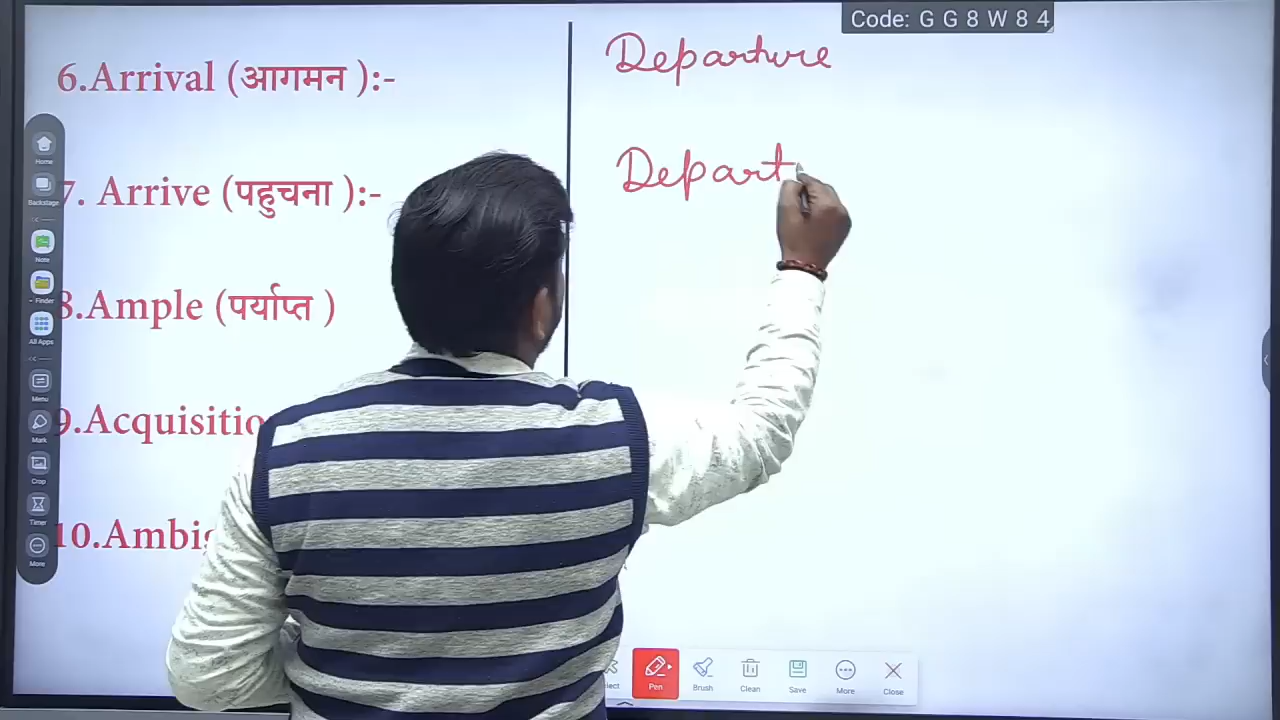 Code: G G 8 W 8 4
6.Arrival (आगमन ):-
Departure
7. Arrive (पहुचना ):-
Depart
8.Ample (पर्याप्त )
9.Acquisitio
10.Ambig
Home
Backstage
Note
Finder
All Apps
Menu
Mark
Crop
Timer
More
Pen
Brush
Clean
Save
More
Close